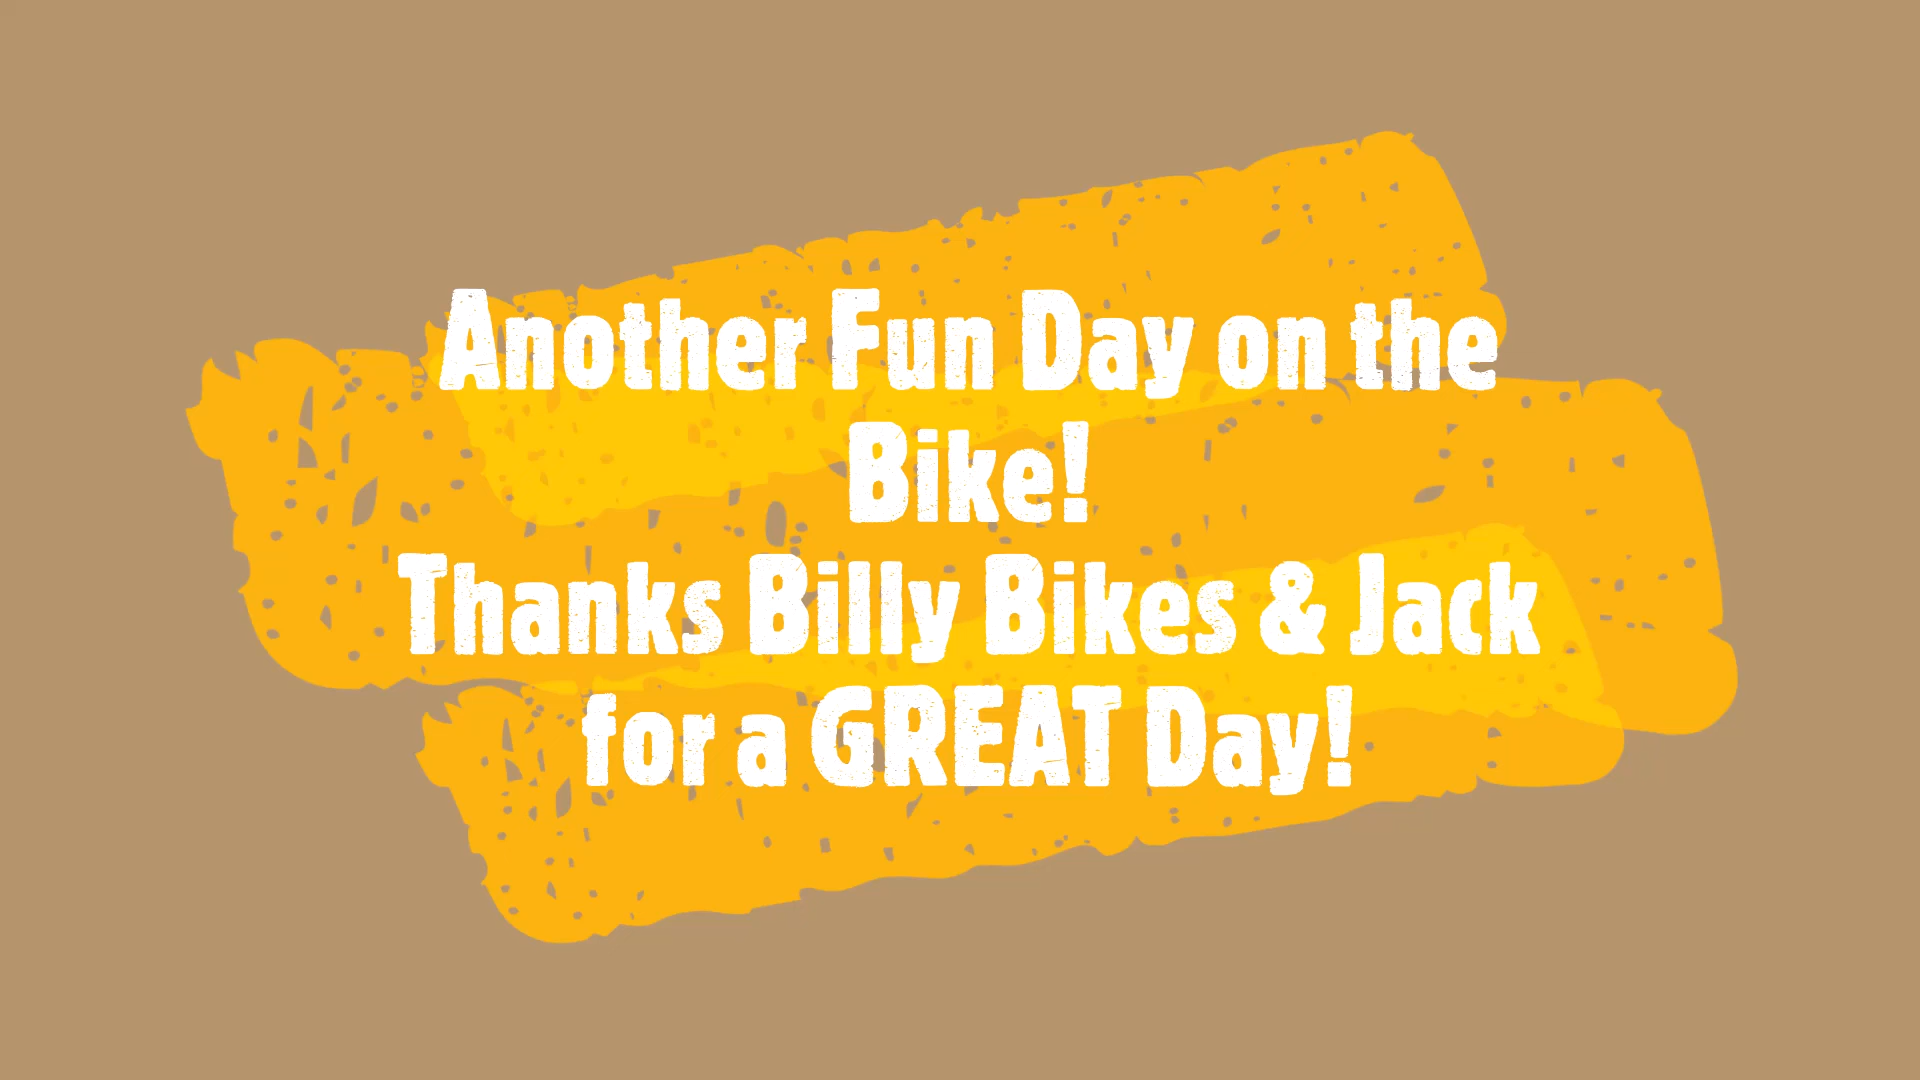 Another Fun Day on the
Bike!
Thanks Billy Bikes & Jack
for a GREAT Day!